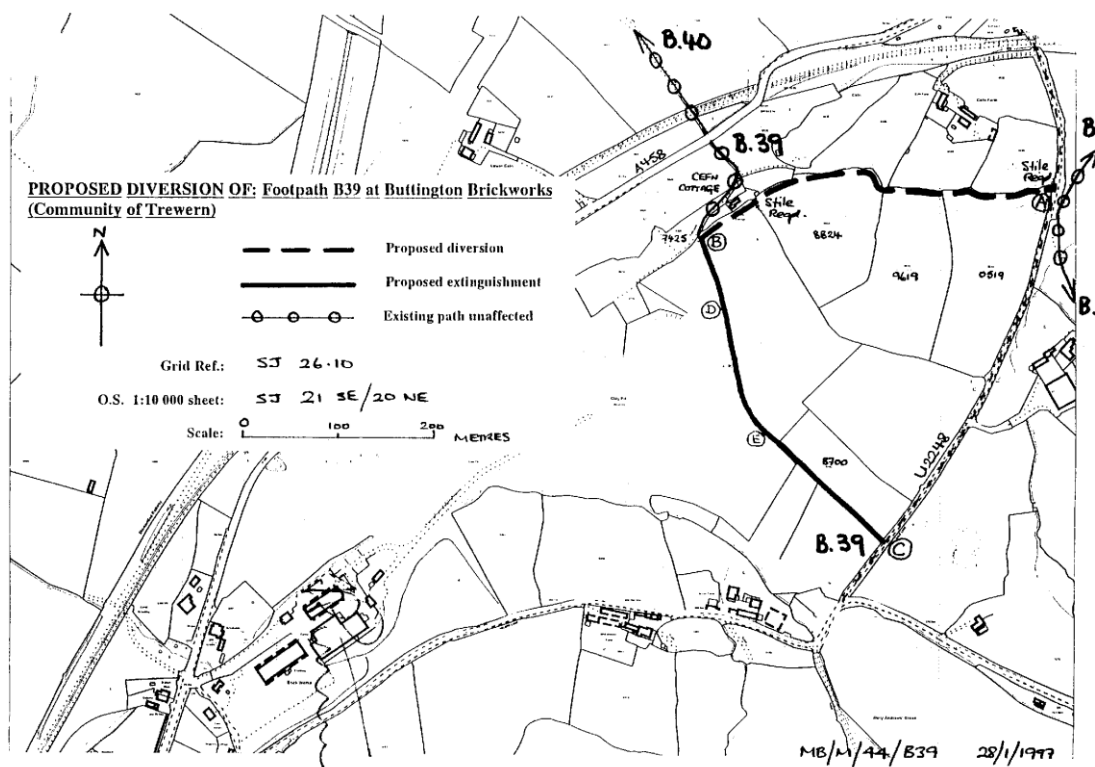 B.40
A458
B.39
CEFN
COTTAGE
Stile
Reqd.
Stile
Reqd
A
B
B.
7425
B
8824
9619
0519
D
E
8700
U2248
B.39
C
PROPOSED DIVERSION OF: Footpath B39 at Buttington Brickworks
(Community of Trewern)
N
Proposed diversion
Proposed extinguishment
Existing path unaffected
Grid Ref.: SJ 26.10
O.S. 1:10 000 sheet: SJ 21 SE/20 NE
Scale: 0 100 200 METRES
Brick Works
MB/M/44/B39 28/1/1997